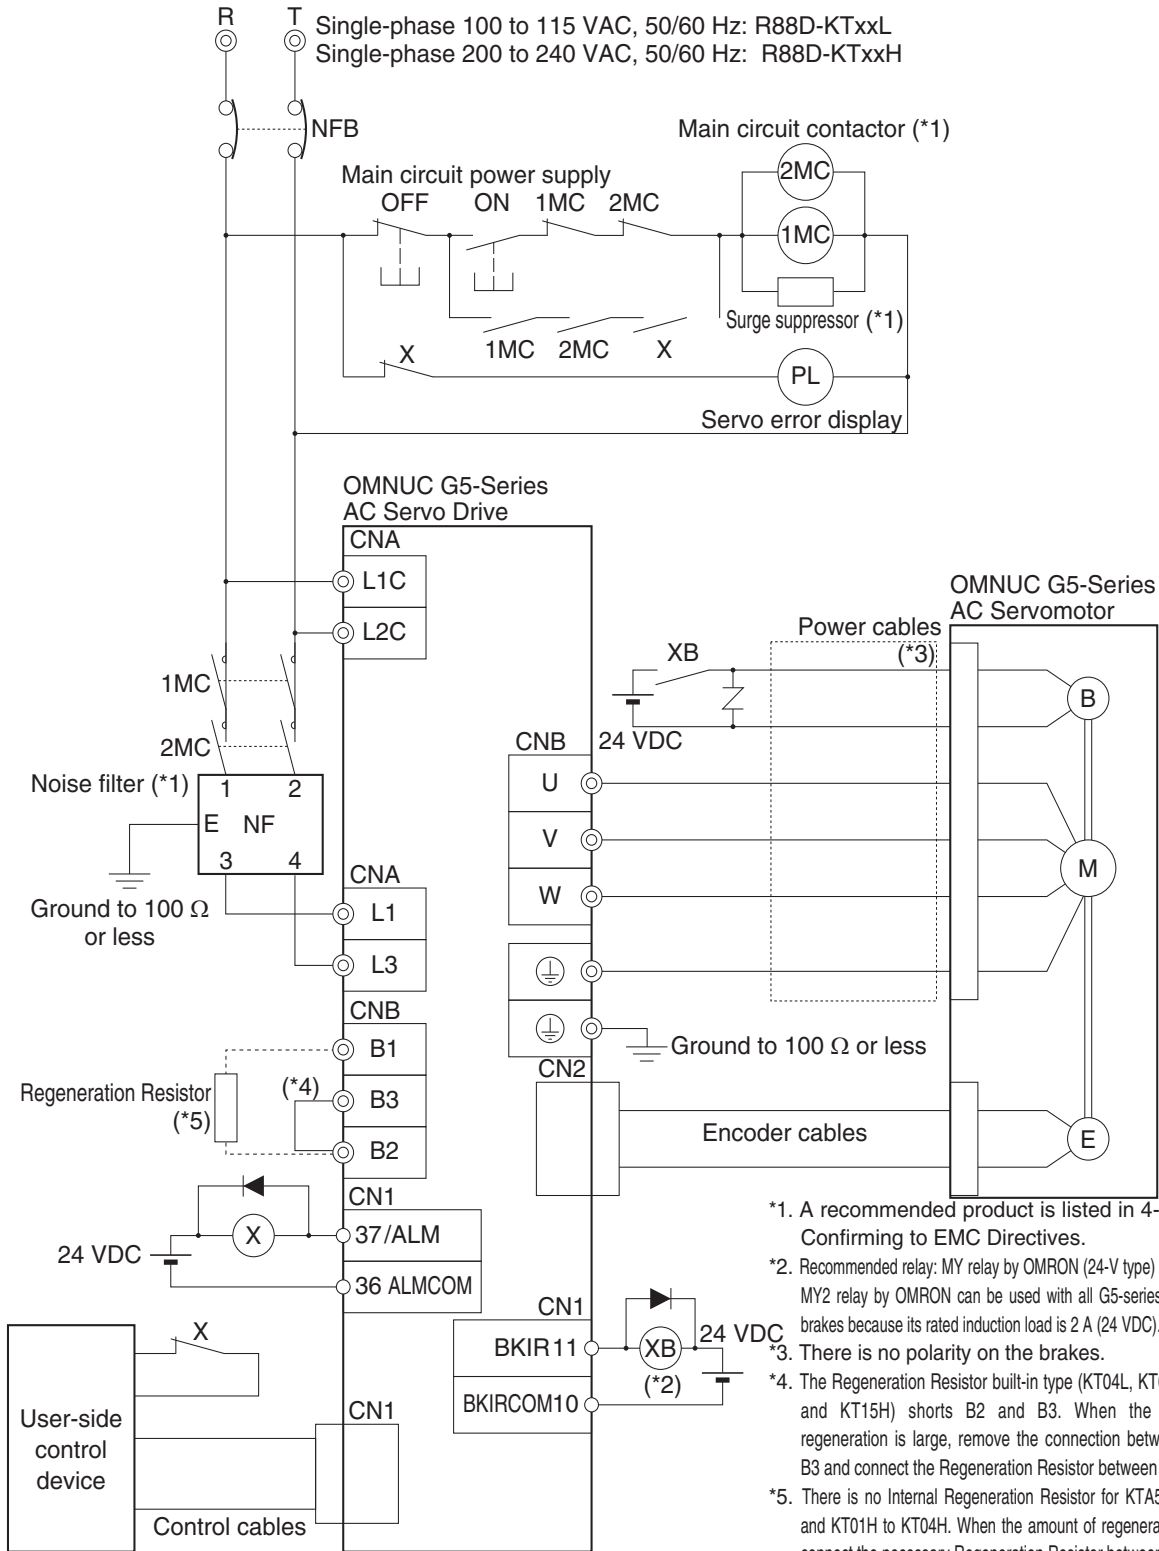 R T
Single-phase 100 to 115 VAC, 50/60 Hz: R88D-KTxxL
Single-phase 200 to 240 VAC, 50/60 Hz: R88D-KTxxH
NFB
Main circuit contactor (*1)
Main circuit power supply
OFF ON 1MC 2MC
2MC
1MC
Surge suppressor (*1)
1MC 2MC X
X
PL
Servo error display
OMNUC G5-Series
AC Servo Drive
CNA
L1C
L2C
1MC
2MC
Noise filter (*1)
1 2
E NF
3 4
Ground to 100 Ω
or less
CNA
L1
L3
CNB
B1
B3
B2
Regeneration Resistor
(*5)
(*4)
CN1
37/ALM
36 ALMCOM
X
24 VDC
User-side
control
device
X
CN1
Control cables
OMNUC G5-Series
AC Servomotor
Power cables
(*3)
XB
24 VDC
CNB
U
V
W
B
M
E
Ground to 100 Ω or less
CN2
Encoder cables
CN1
BKIR11
BKIRCOM10
XB
(*2)
24 VDC
*1. A recommended product is listed in 4-
Confirming to EMC Directives.
*2. Recommended relay: MY relay by OMRON (24-V type)
MY2 relay by OMRON can be used with all G5-series
brakes because its rated induction load is 2 A (24 VDC).
*3. There is no polarity on the brakes.
*4. The Regeneration Resistor built-in type (KT04L,
and KT15H) shorts B2 and B3. When the
regeneration is large, remove the connection
B3 and connect the Regeneration Resistor between
*5. There is no Internal Regeneration Resistor for
and KT01H to KT04H. When the amount of
connect the necessary Regeneration Resistor between